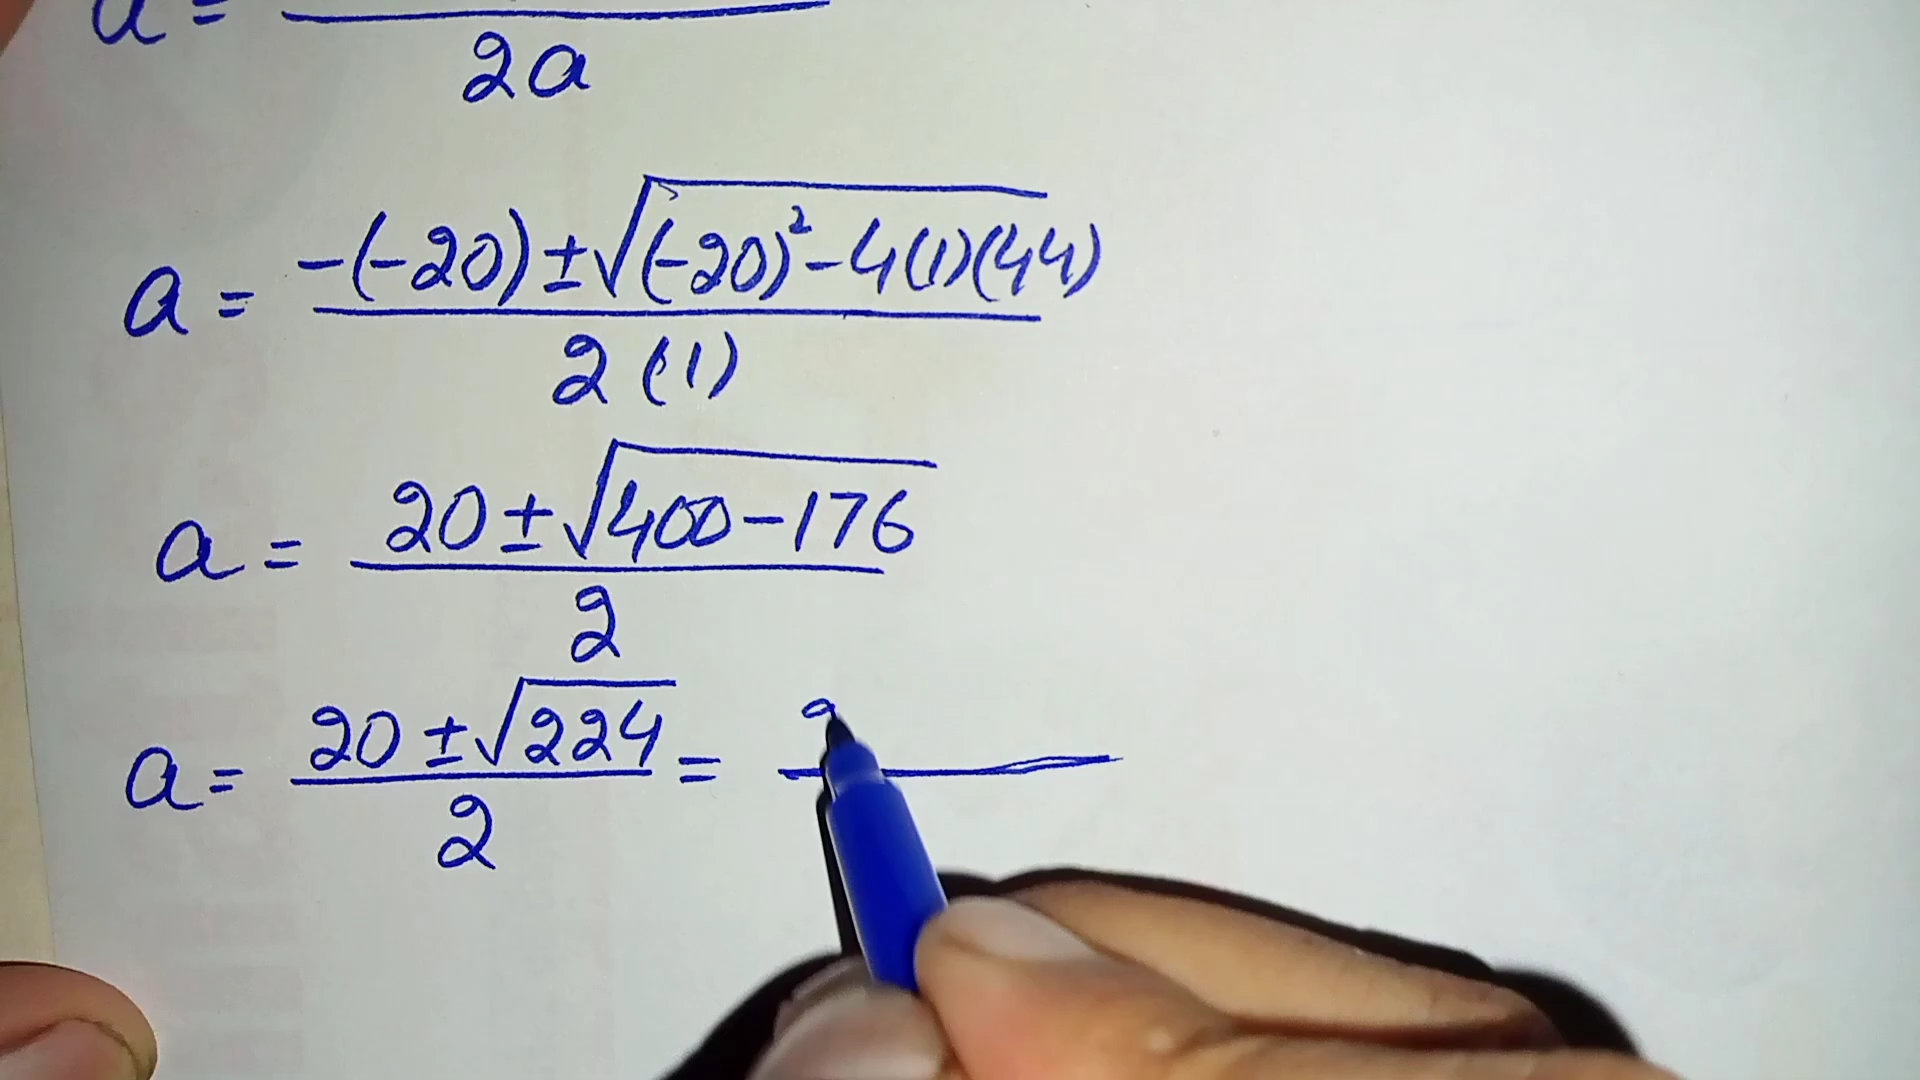 a =
2a
a = -(-20) ± √(-20)² - 4(1)(44)
2 (1)
a = 20 ± √400 - 176
2
a = 20 ± √224 =
2